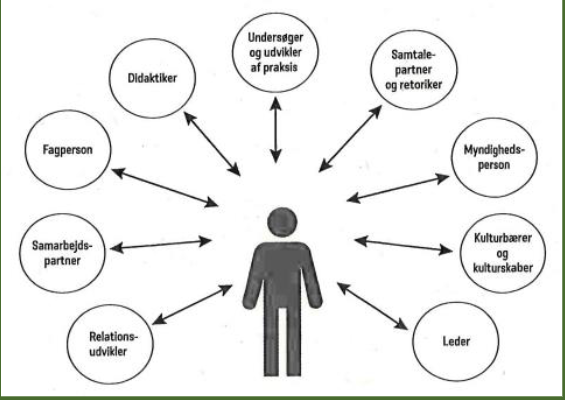 Undersøger
og udvikler
af praksis
Samtale-
partner
og retoriker
Didaktiker
Fagperson
Myndigheds-
person
Samarbejds-
partner
Kulturbærer
og
kulturskaber
Relations-
udvikler
Leder